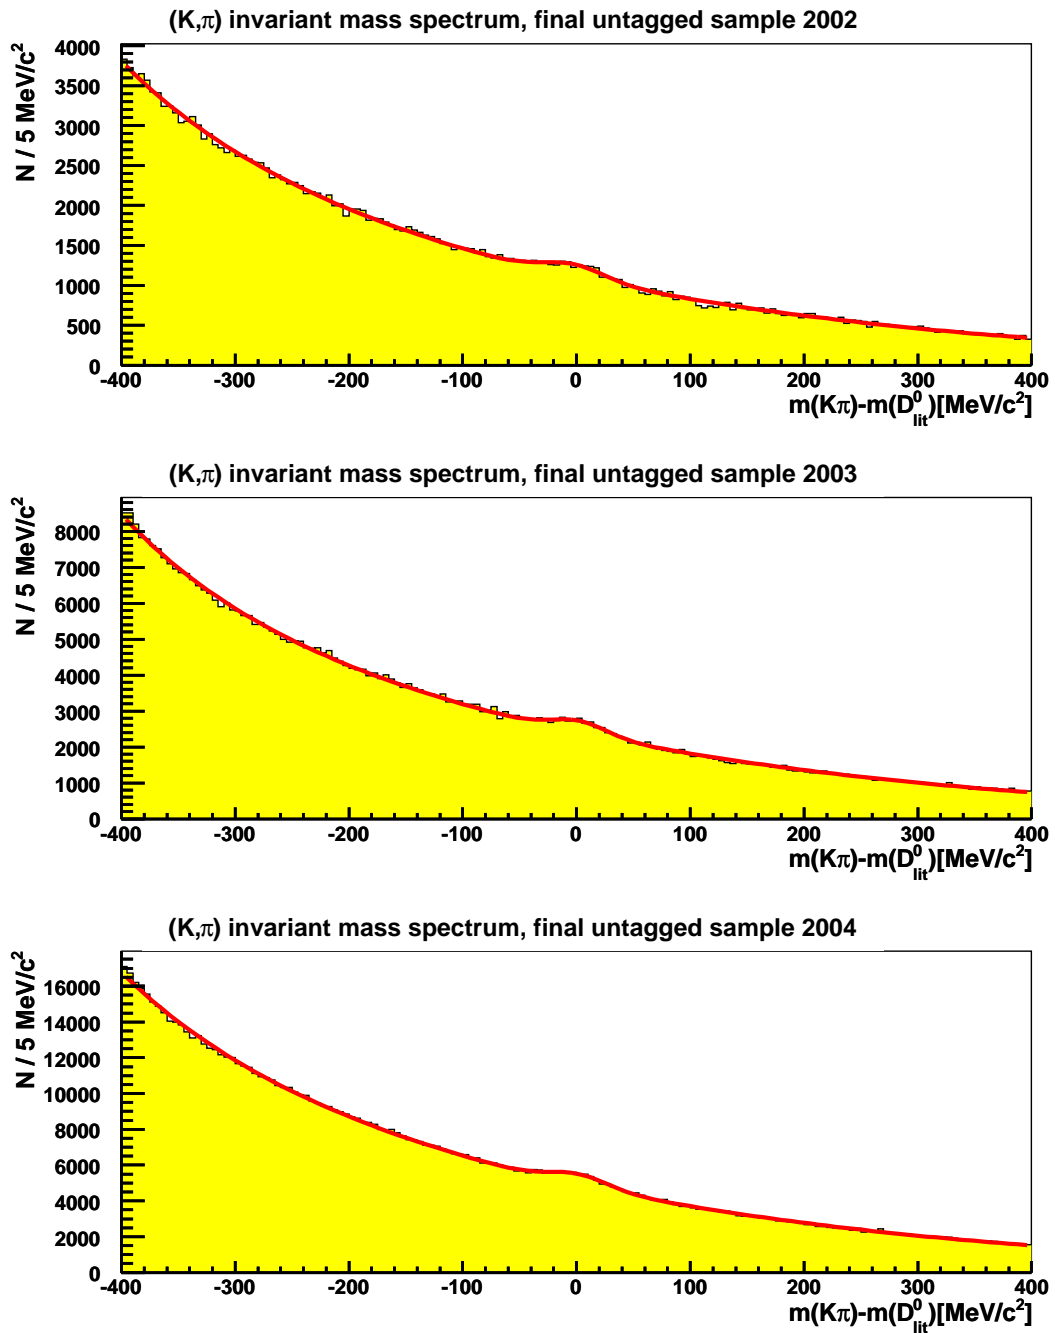 (K,π) invariant mass spectrum, final untagged sample 2002
N / 5 MeV/c²
4000
3500
3000
2500
2000
1500
1000
500
0
-400 -300 -200 -100 0 100 200 300 400
m(Kπ)-m(D⁰lit)[MeV/c²]
(K,π) invariant mass spectrum, final untagged sample 2003
N / 5 MeV/c²
8000
7000
6000
5000
4000
3000
2000
1000
0
-400 -300 -200 -100 0 100 200 300 400
m(Kπ)-m(D⁰lit)[MeV/c²]
(K,π) invariant mass spectrum, final untagged sample 2004
N / 5 MeV/c²
16000
14000
12000
10000
8000
6000
4000
2000
0
-400 -300 -200 -100 0 100 200 300 400
m(Kπ)-m(D⁰lit)[MeV/c²]